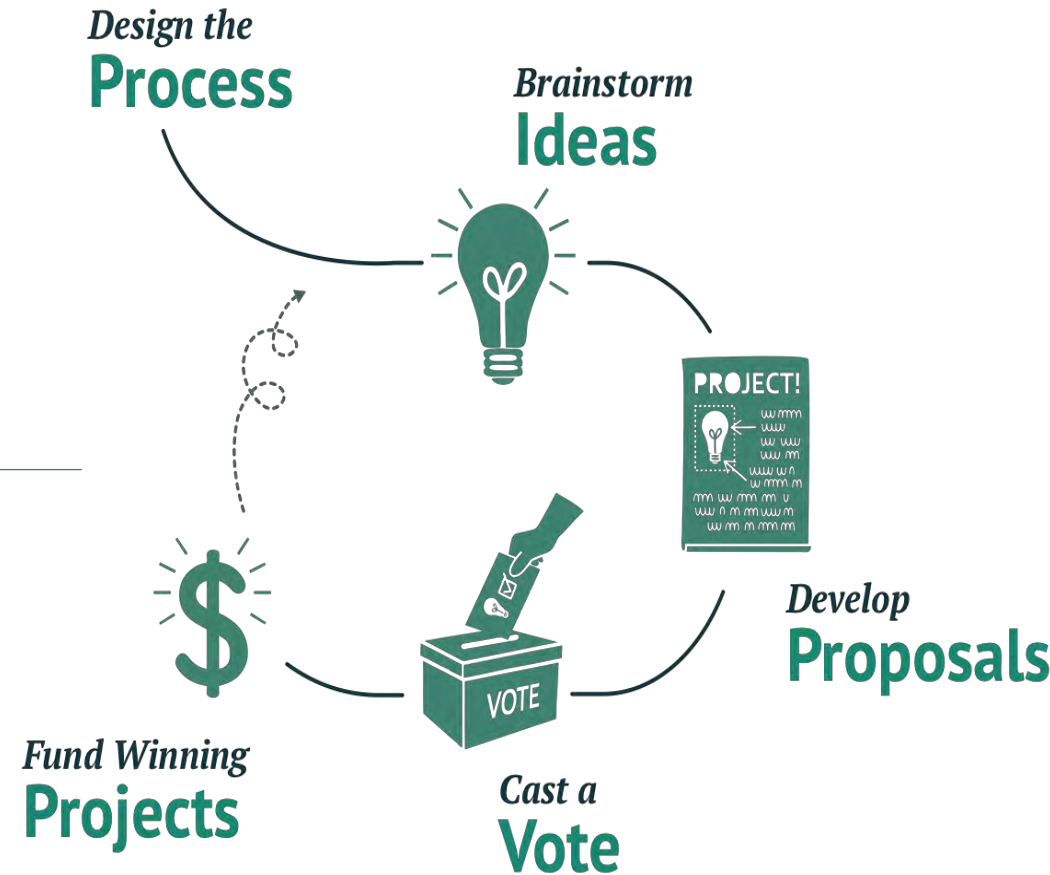 Design the
Process
Brainstorm
Ideas
PROJECT!
Develop
Proposals
VOTE
Cast a
Vote
Fund Winning
Projects